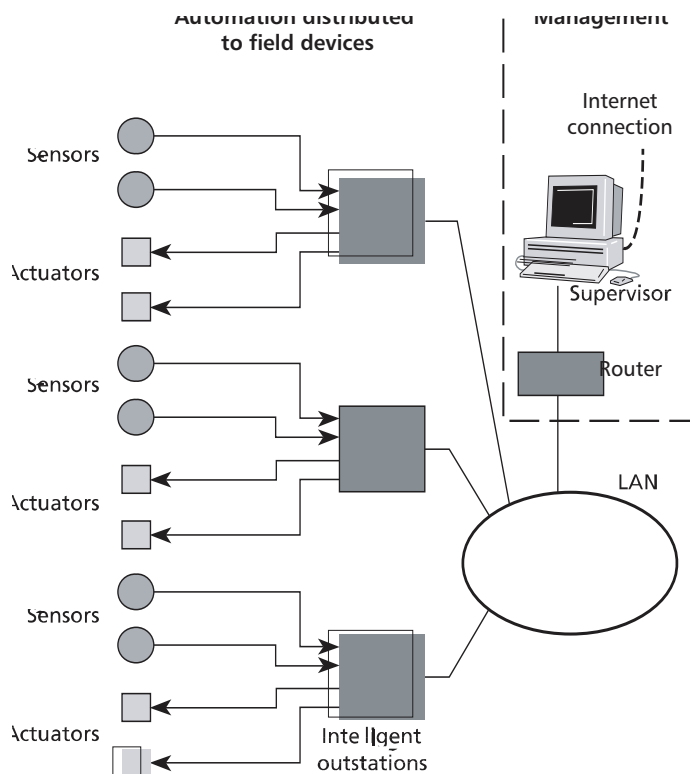 Automation distributed
to field devices
Management
Internet
connection
Sensors
Actuators
Supervisor
Sensors
Router
LAN
Actuators
Sensors
Actuators
Intelligent
outstations